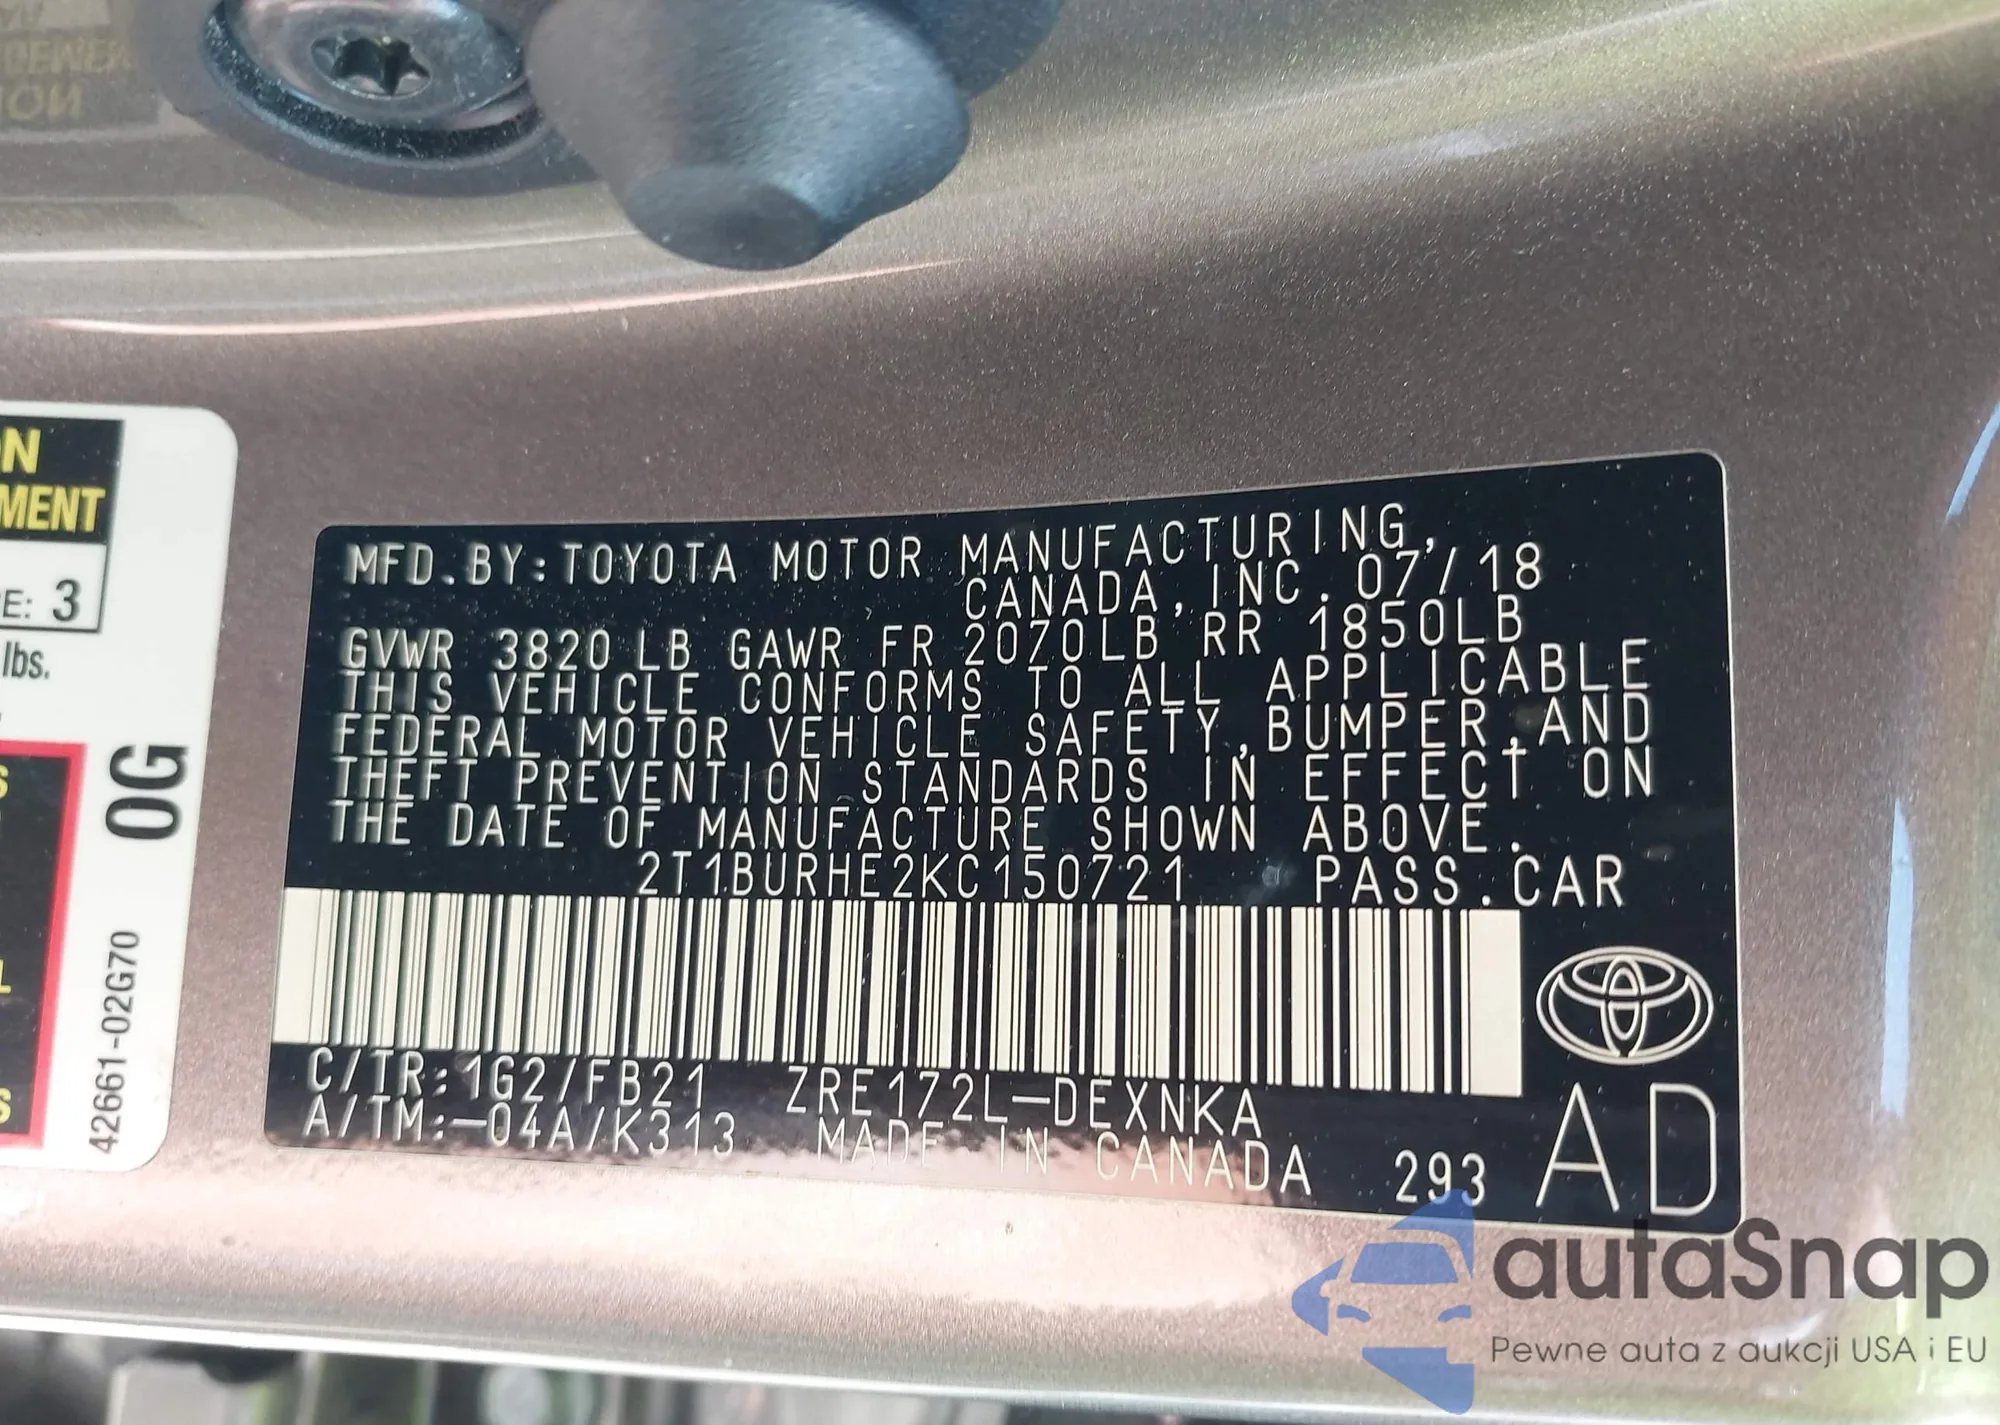 ON
MENT
E: 3
lbs.
0G
42661-02G70
MFD.BY:TOYOTA MOTOR MANUFACTURING,
CANADA,INC.07/18
GVWR 3820LB GAWR FR 2070LB RR 1850LB
THIS VEHICLE CONFORMS TO ALL APPLICABLE
FEDERAL MOTOR VEHICLE SAFETY,BUMPER,AND
THEFT PREVENTION STANDARDS IN EFFECT ON
THE DATE OF MANUFACTURE SHOWN ABOVE.
2T1BURHE2KC150721 PASS.CAR
C/TR:1G2/FB21 ZRE172L-DEXNKA
A/TM:-04A/K313 MADE IN CANADA 293
AD
autaSnap
Pewne auta z aukcji USA i EU